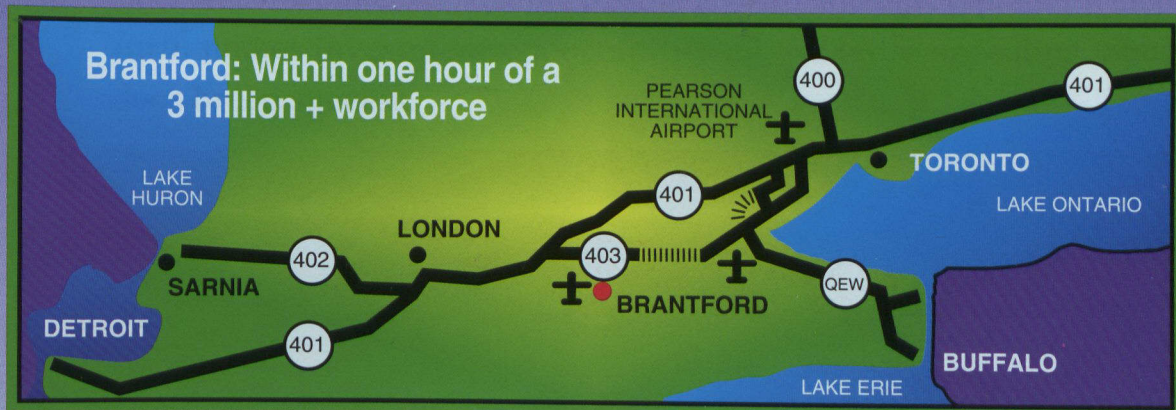 Brantford: Within one hour of a
3 million + workforce
PEARSON
INTERNATIONAL
AIRPORT
400
401
LAKE
HURON
TORONTO
401
LAKE ONTARIO
LONDON
402
403
SARNIA
QEW
BRANTFORD
DETROIT
401
BUFFALO
LAKE ERIE